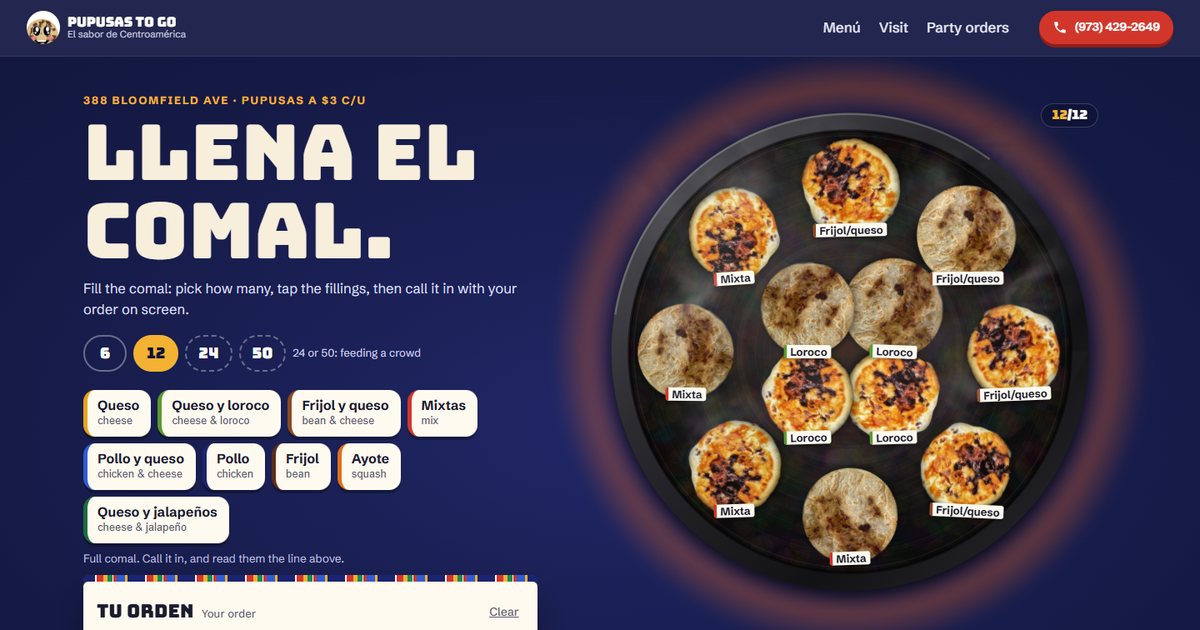 PUPUSAS TO GO
El sabor de Centroamérica
Menú
Visit
Party orders
(973) 429-2649
388 BLOOMFIELD AVE · PUPUSAS A $3 C/U
LLENA EL
COMAL.
Fill the comal: pick how many, tap the fillings, then call it in with your
order on screen.
6
12
24
50
24 or 50: feeding a crowd
Queso
cheese
Queso y loroco
cheese & loroco
Frijol y queso
bean & cheese
Mixtas
mix
Pollo y queso
chicken & cheese
Pollo
chicken
Frijol
bean
Ayote
squash
Queso y jalapeños
cheese & jalapeño
Full comal. Call it in, and read them the line above.
TU ORDEN
Your order
Clear
12/12
Frijol/queso
Mixta
Frijol/queso
Loroco
Loroco
Mixta
Frijol/queso
Loroco
Loroco
Mixta
Frijol/queso
Mixta